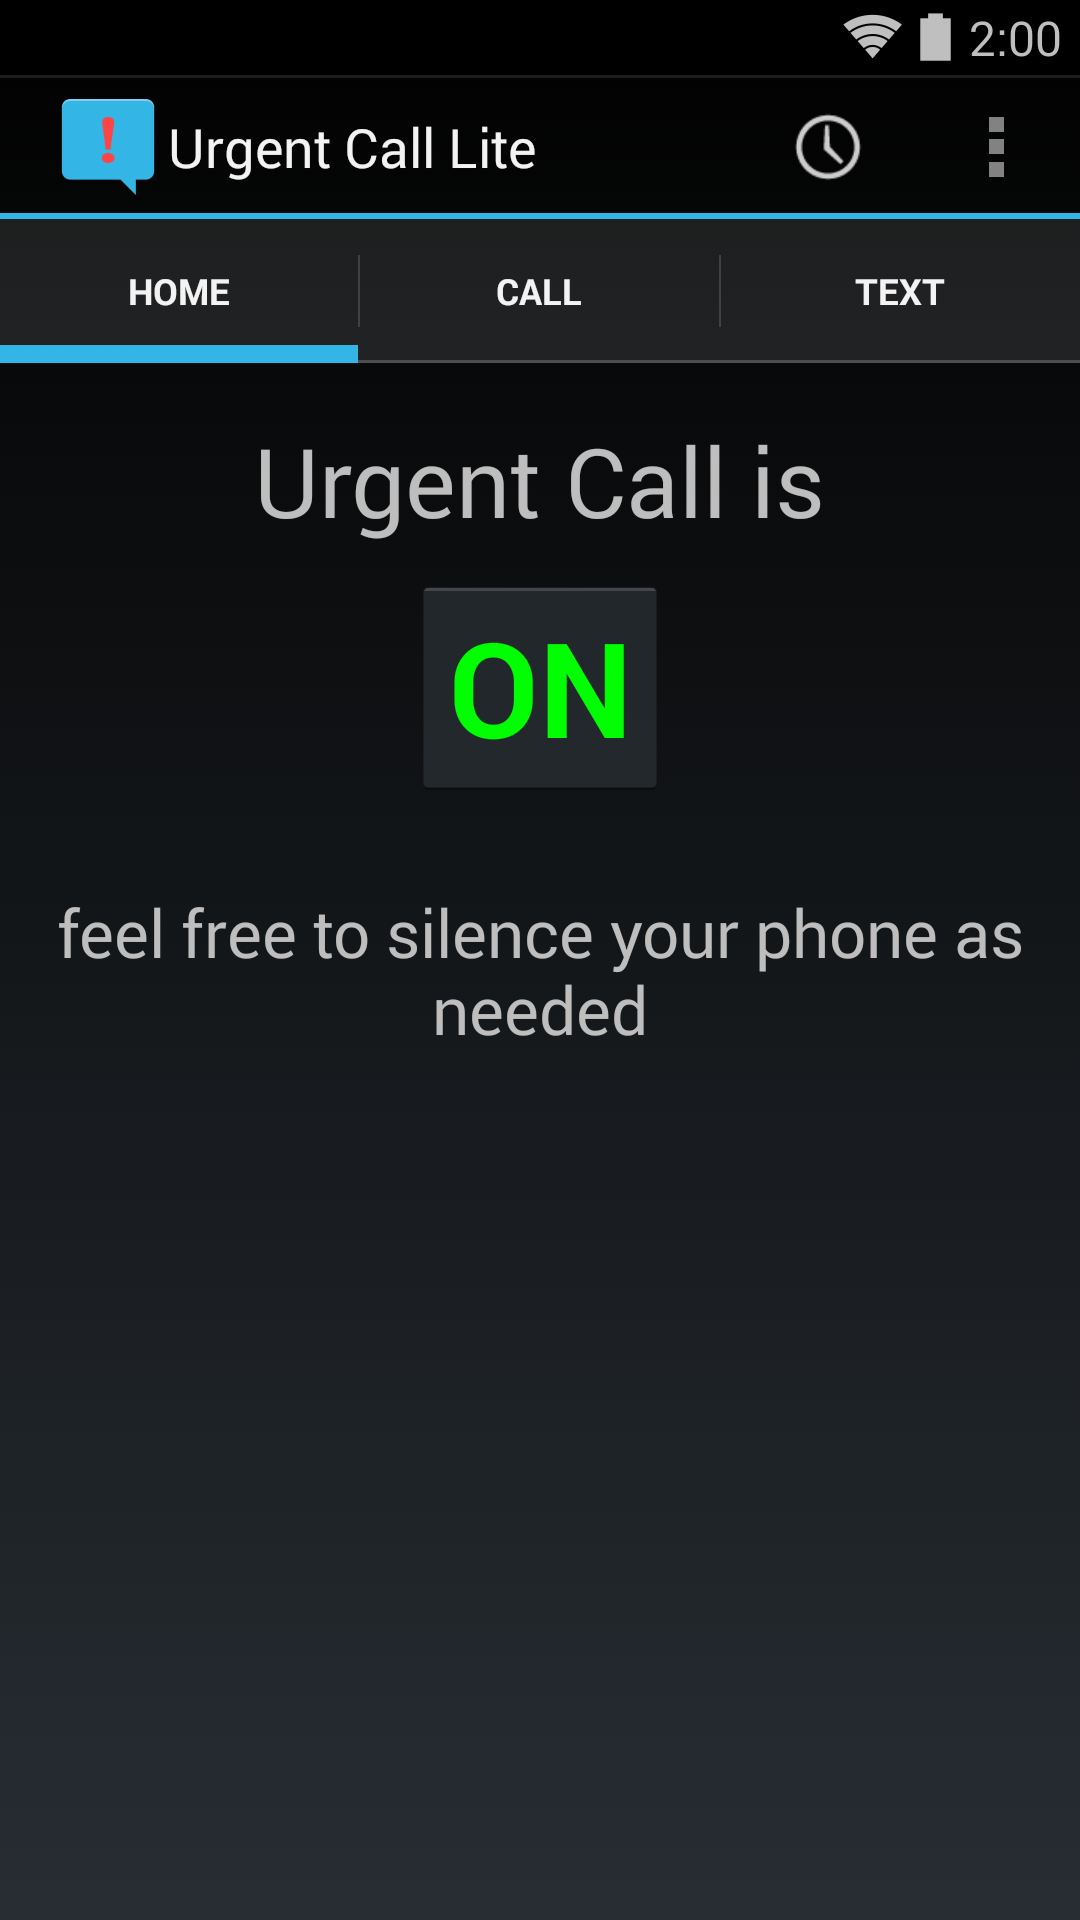 2:00
Urgent Call Lite
HOME
CALL
TEXT
Urgent Call is
ON
feel free to silence your phone as
needed